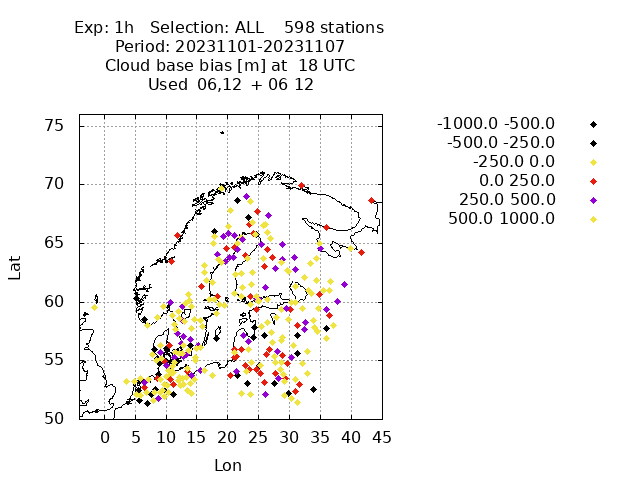 Exp: 1h   Selection: ALL    598 stations
Period: 20231101-20231107
Cloud base bias [m] at  18 UTC
Used  06,12  + 06 12
-1000.0 -500.0
-500.0 -250.0
-250.0 0.0
0.0 250.0
250.0 500.0
500.0 1000.0
75
70
65
60
55
50
Lat
0 5 10 15 20 25 30 35 40 45
Lon